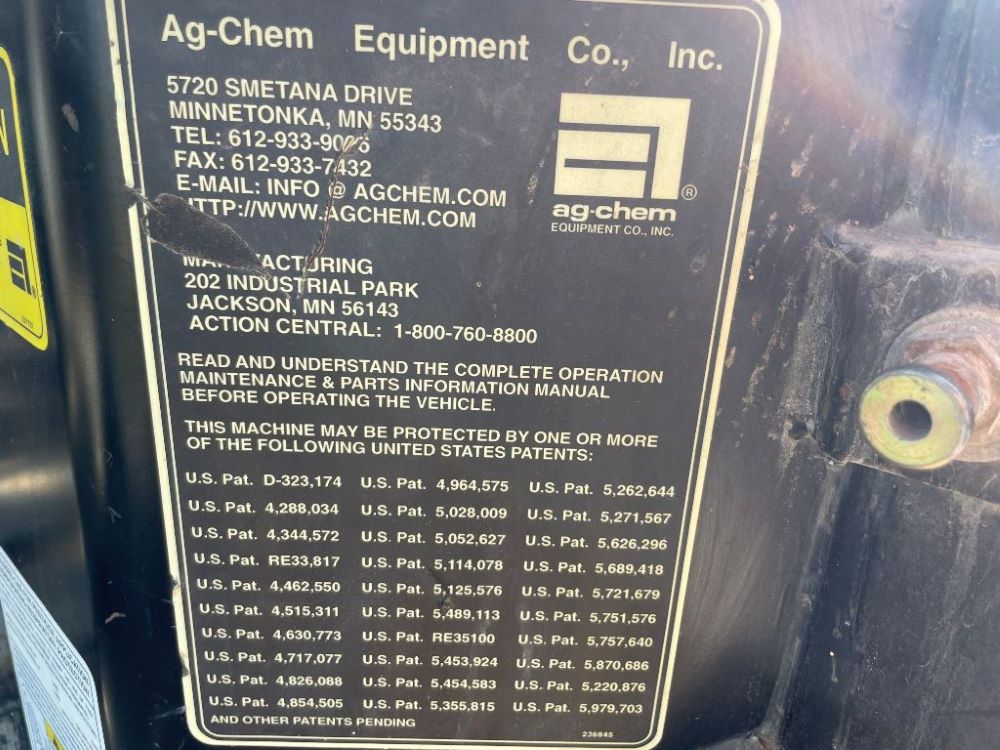 Ag-Chem Equipment Co., Inc.
5720 SMETANA DRIVE
MINNETONKA, MN 55343
TEL: 612-933-9006
FAX: 612-933-7432
E-MAIL: INFO @ AGCHEM.COM
HTTP://WWW.AGCHEM.COM
ag-chem
EQUIPMENT CO., INC.
MANUFACTURING
202 INDUSTRIAL PARK
JACKSON, MN 56143
ACTION CENTRAL: 1-800-760-8800
READ AND UNDERSTAND THE COMPLETE OPERATION
MAINTENANCE & PARTS INFORMATION MANUAL
BEFORE OPERATING THE VEHICLE.
THIS MACHINE MAY BE PROTECTED BY ONE OR MORE
OF THE FOLLOWING UNITED STATES PATENTS:
U.S. Pat. D-323,174 U.S. Pat. 4,964,575 U.S. Pat. 5,262,644
U.S. Pat. 4,288,034 U.S. Pat. 5,028,009 U.S. Pat. 5,271,567
U.S. Pat. 4,344,572 U.S. Pat. 5,052,627 U.S. Pat. 5,626,296
U.S. Pat. RE33,817 U.S. Pat. 5,114,078 U.S. Pat. 5,689,418
U.S. Pat. 4,462,550 U.S. Pat. 5,125,576 U.S. Pat. 5,721,679
U.S. Pat. 4,515,311 U.S. Pat. 5,489,113 U.S. Pat. 5,751,576
U.S. Pat. 4,630,773 U.S. Pat. RE35100 U.S. Pat. 5,757,640
U.S. Pat. 4,717,077 U.S. Pat. 5,453,924 U.S. Pat. 5,870,686
U.S. Pat. 4,826,088 U.S. Pat. 5,454,583 U.S. Pat. 5,220,876
U.S. Pat. 4,854,505 U.S. Pat. 5,355,815 U.S. Pat. 5,979,703
AND OTHER PATENTS PENDING
236845